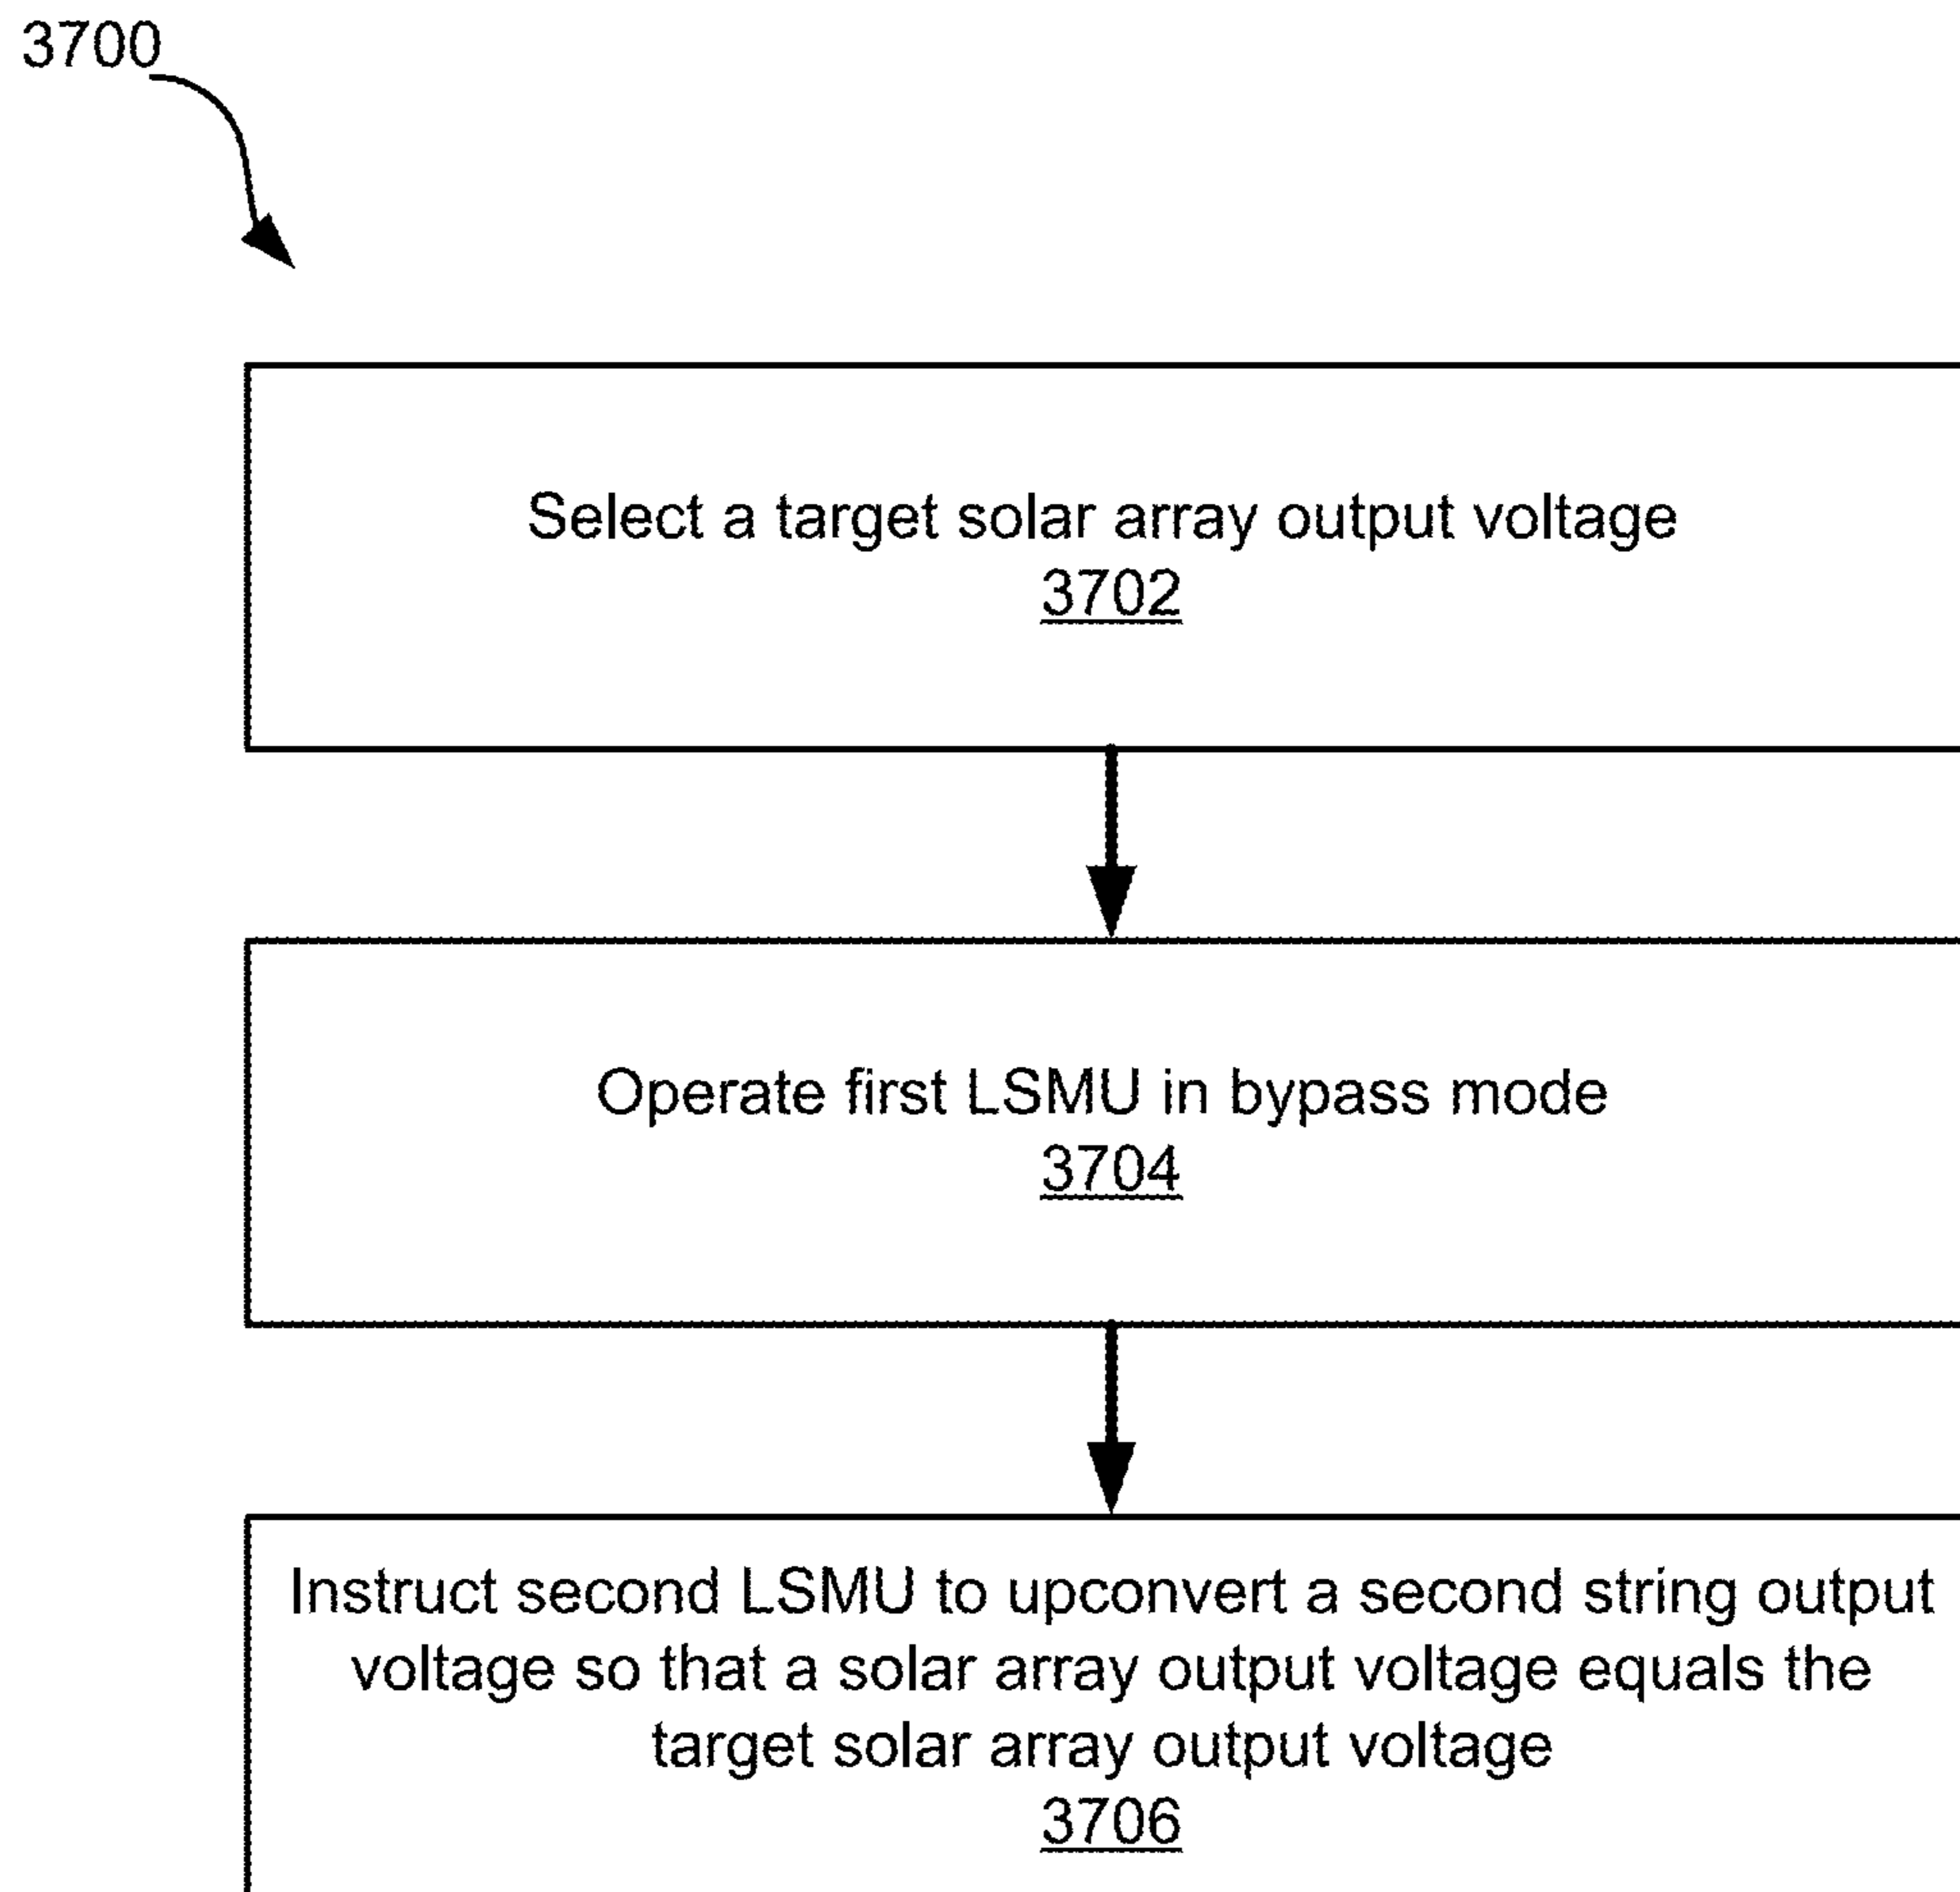 3700
Select a target solar array output voltage
3702
Operate first LSMU in bypass mode
3704
Instruct second LSMU to upconvert a second string output
voltage so that a solar array output voltage equals the
target solar array output voltage
3706